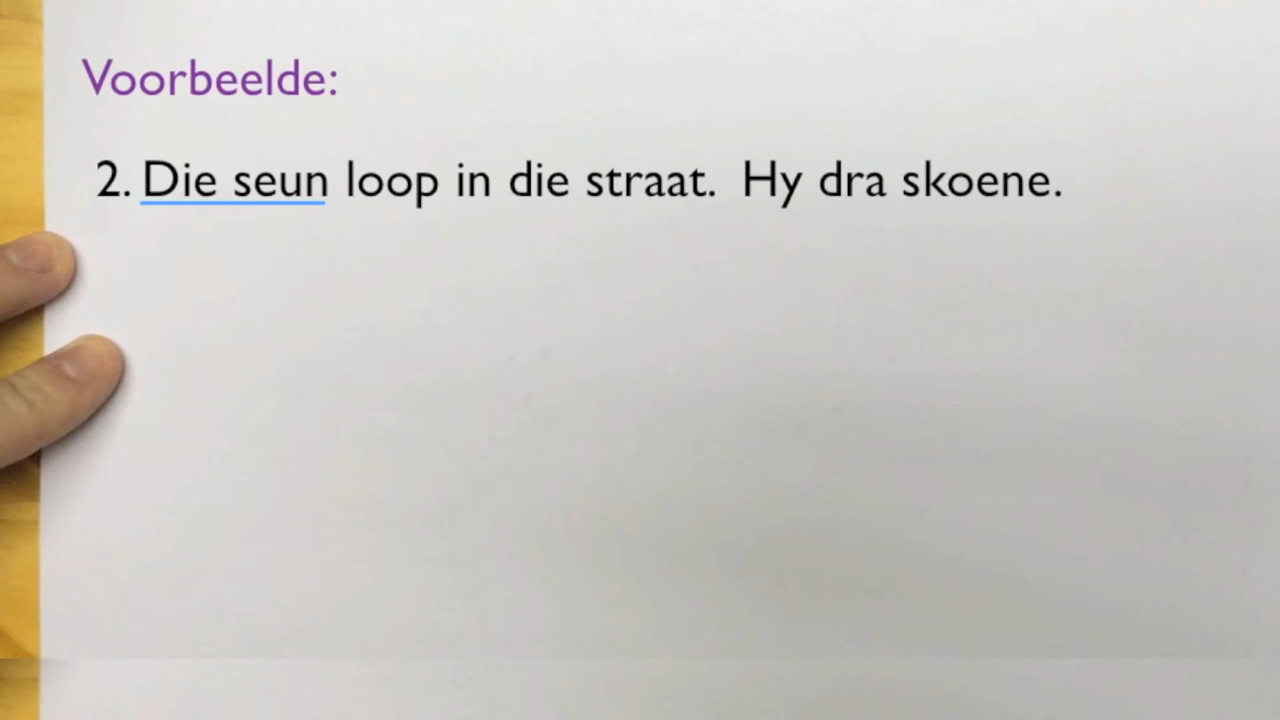 Voorbeelde:
2. Die seun loop in die straat. Hy dra skoene.